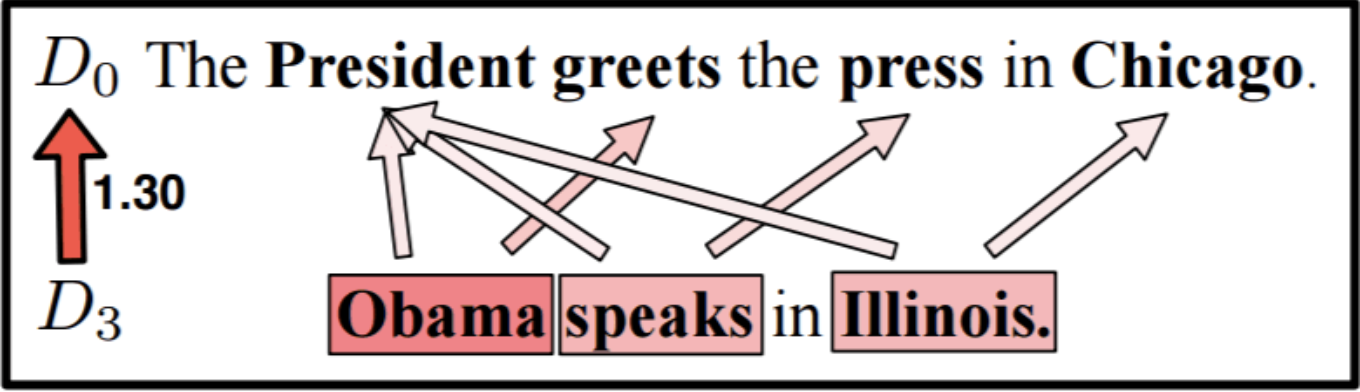 D0 The President greets the press in Chicago.
1.30
D3 Obama speaks in Illinois.